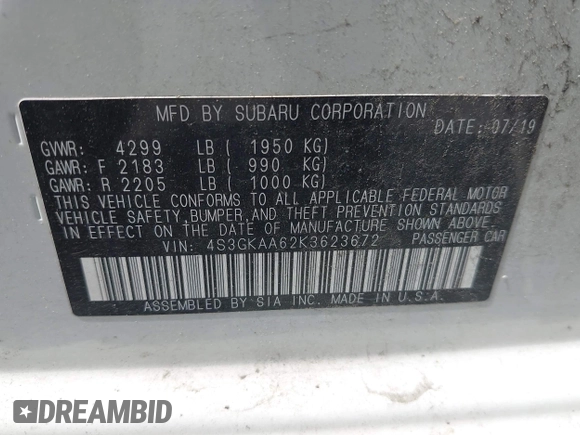 MFD BY SUBARU CORPORATION
DATE: 07/19
GVWR: 4299 LB ( 1950 KG)
GAWR: F 2183 LB ( 990 KG)
GAWR: R 2205 LB ( 1000 KG)
THIS VEHICLE CONFORMS TO ALL APPLICABLE FEDERAL MOTOR
VEHICLE SAFETY, BUMPER, AND THEFT PREVENTION STANDARDS
IN EFFECT ON THE DATE OF MANUFACTURE SHOWN ABOVE.
VIN: 4S3GKAA62K3623672 PASSENGER CAR
ASSEMBLED BY SIA INC. MADE IN U.S.A.
DREAMBID